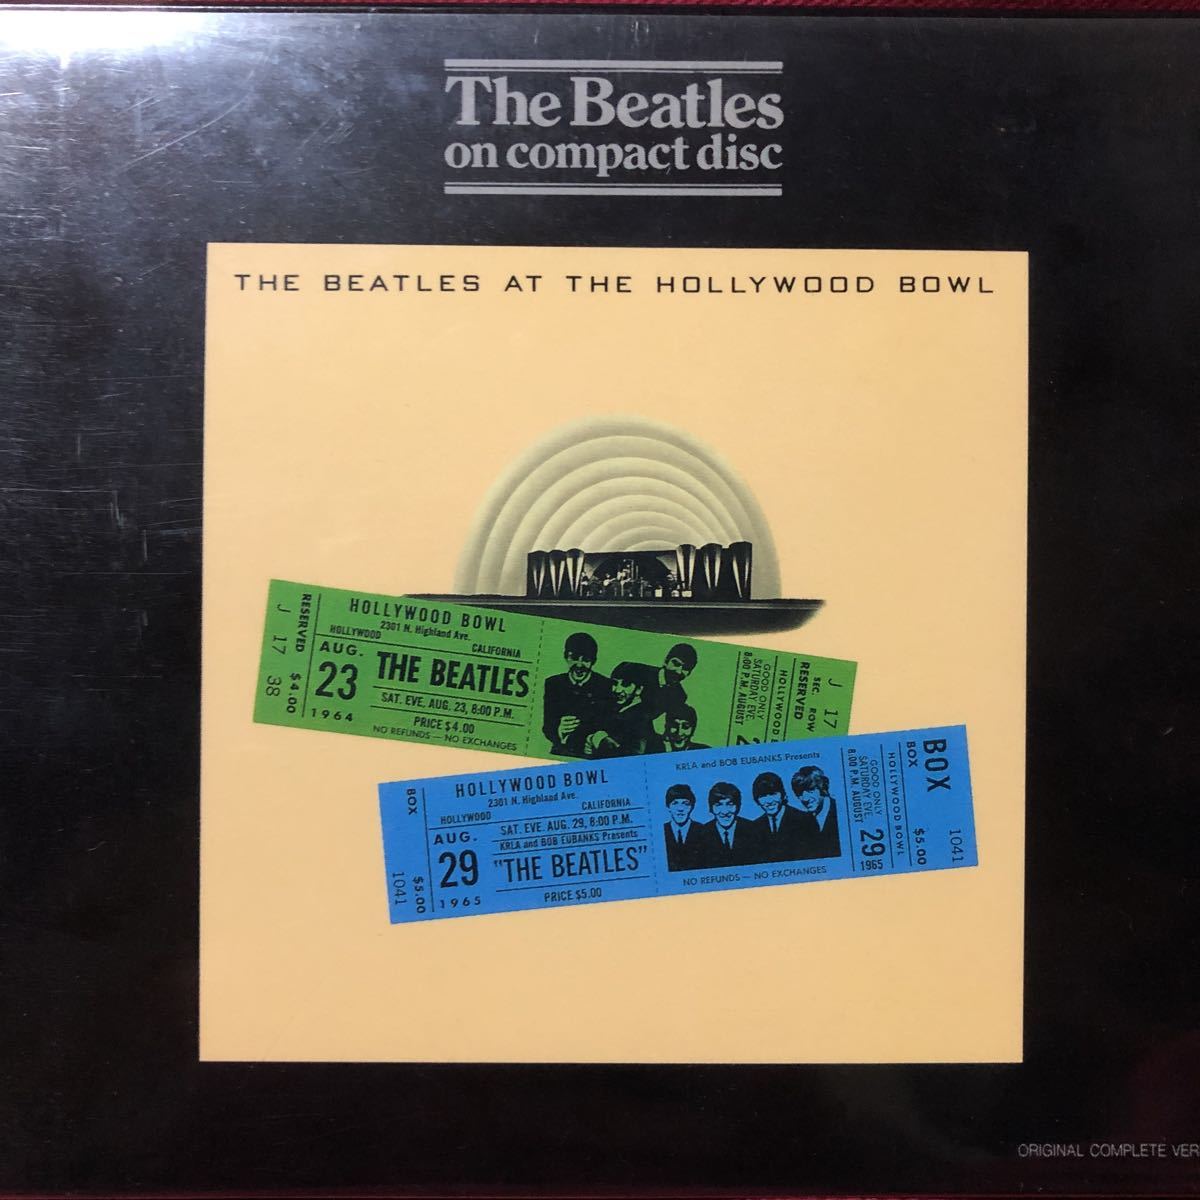 The Beatles
on compact disc
THE BEATLES AT THE HOLLYWOOD BOWL
RESERVED
J 17 38
$4.00
HOLLYWOOD BOWL
2301 N. Highland Ave.
HOLLYWOOD CALIFORNIA
AUG.
23
1964
THE BEATLES
SAT. EVE. AUG. 23, 8:00 P.M.
PRICE $4.00
NO REFUNDS — NO EXCHANGES
GOOD ONLY
SATURDAY EVE.
8:00 P.M. AUGUST
HOLLYWOOD B
RESERVED
SEC. ROW
J 17
BOX
1041
$5.00
HOLLYWOOD BOWL
2301 N. Highland Ave.
HOLLYWOOD CALIFORNIA
AUG.
29
1965
SAT. EVE. AUG. 29, 8:00 P.M.
KRLA and BOB EUBANKS Presents
"THE BEATLES"
PRICE $5.00
KRLA and BOB EUBANKS Presents
NO REFUNDS — NO EXCHANGES
GOOD ONLY
SATURDAY EVE.
8:00 P.M. AUGUST
29
1965
HOLLYWOOD BOWL
BOX
$5.00
BOX
1041
ORIGINAL COMPLETE VER